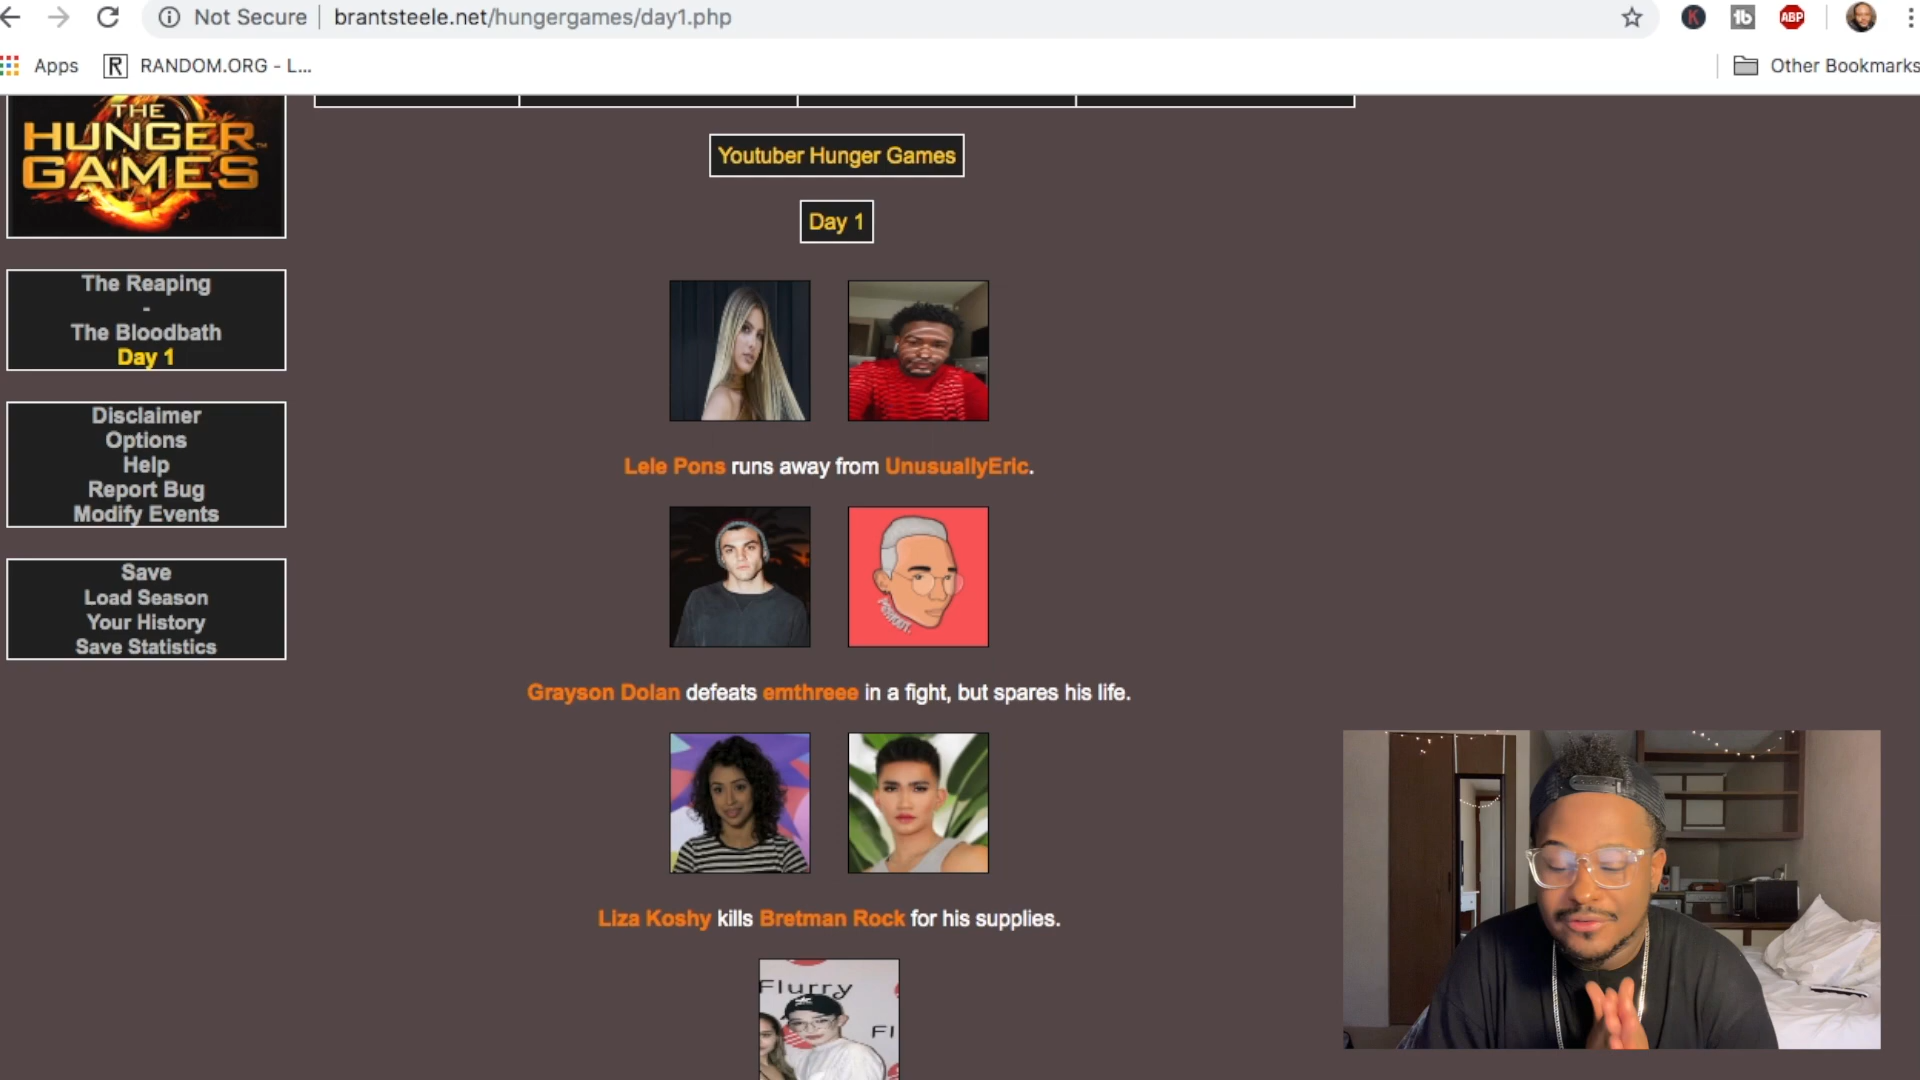 Not Secure
brantsteele.net/hungergames/day1.php
ABP
Apps
R
RANDOM.ORG - L...
Other Bookmarks
THE
HUNGER
GAMES
Youtuber Hunger Games
Day 1
The Reaping
-
The Bloodbath
Day 1
Disclaimer
Options
Help
Report Bug
Modify Events
Save
Load Season
Your History
Save Statistics
Lele Pons runs away from UnusuallyEric.
Grayson Dolan defeats emthreee in a fight, but spares his life.
Liza Koshy kills Bretman Rock for his supplies.
Flurry
Fl